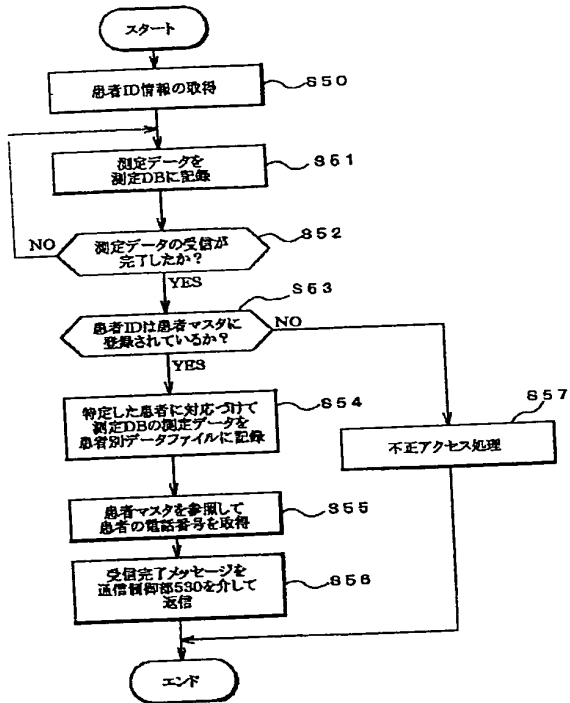 スタート
患者ID情報の取得
S50
測定データを
測定DBに記録
S51
測定データの受信が
完了したか？
S52
NO
YES
S53
患者IDは患者マスタに
登録されているか？
NO
YES
特定した患者に対応づけて
測定DBの測定データを
患者別データファイルに記録
S54
S57
不正アクセス処理
患者マスタを参照して
患者の電話番号を取得
S55
受信完了メッセージを
通信制御部530を介して
返信
S56
エンド